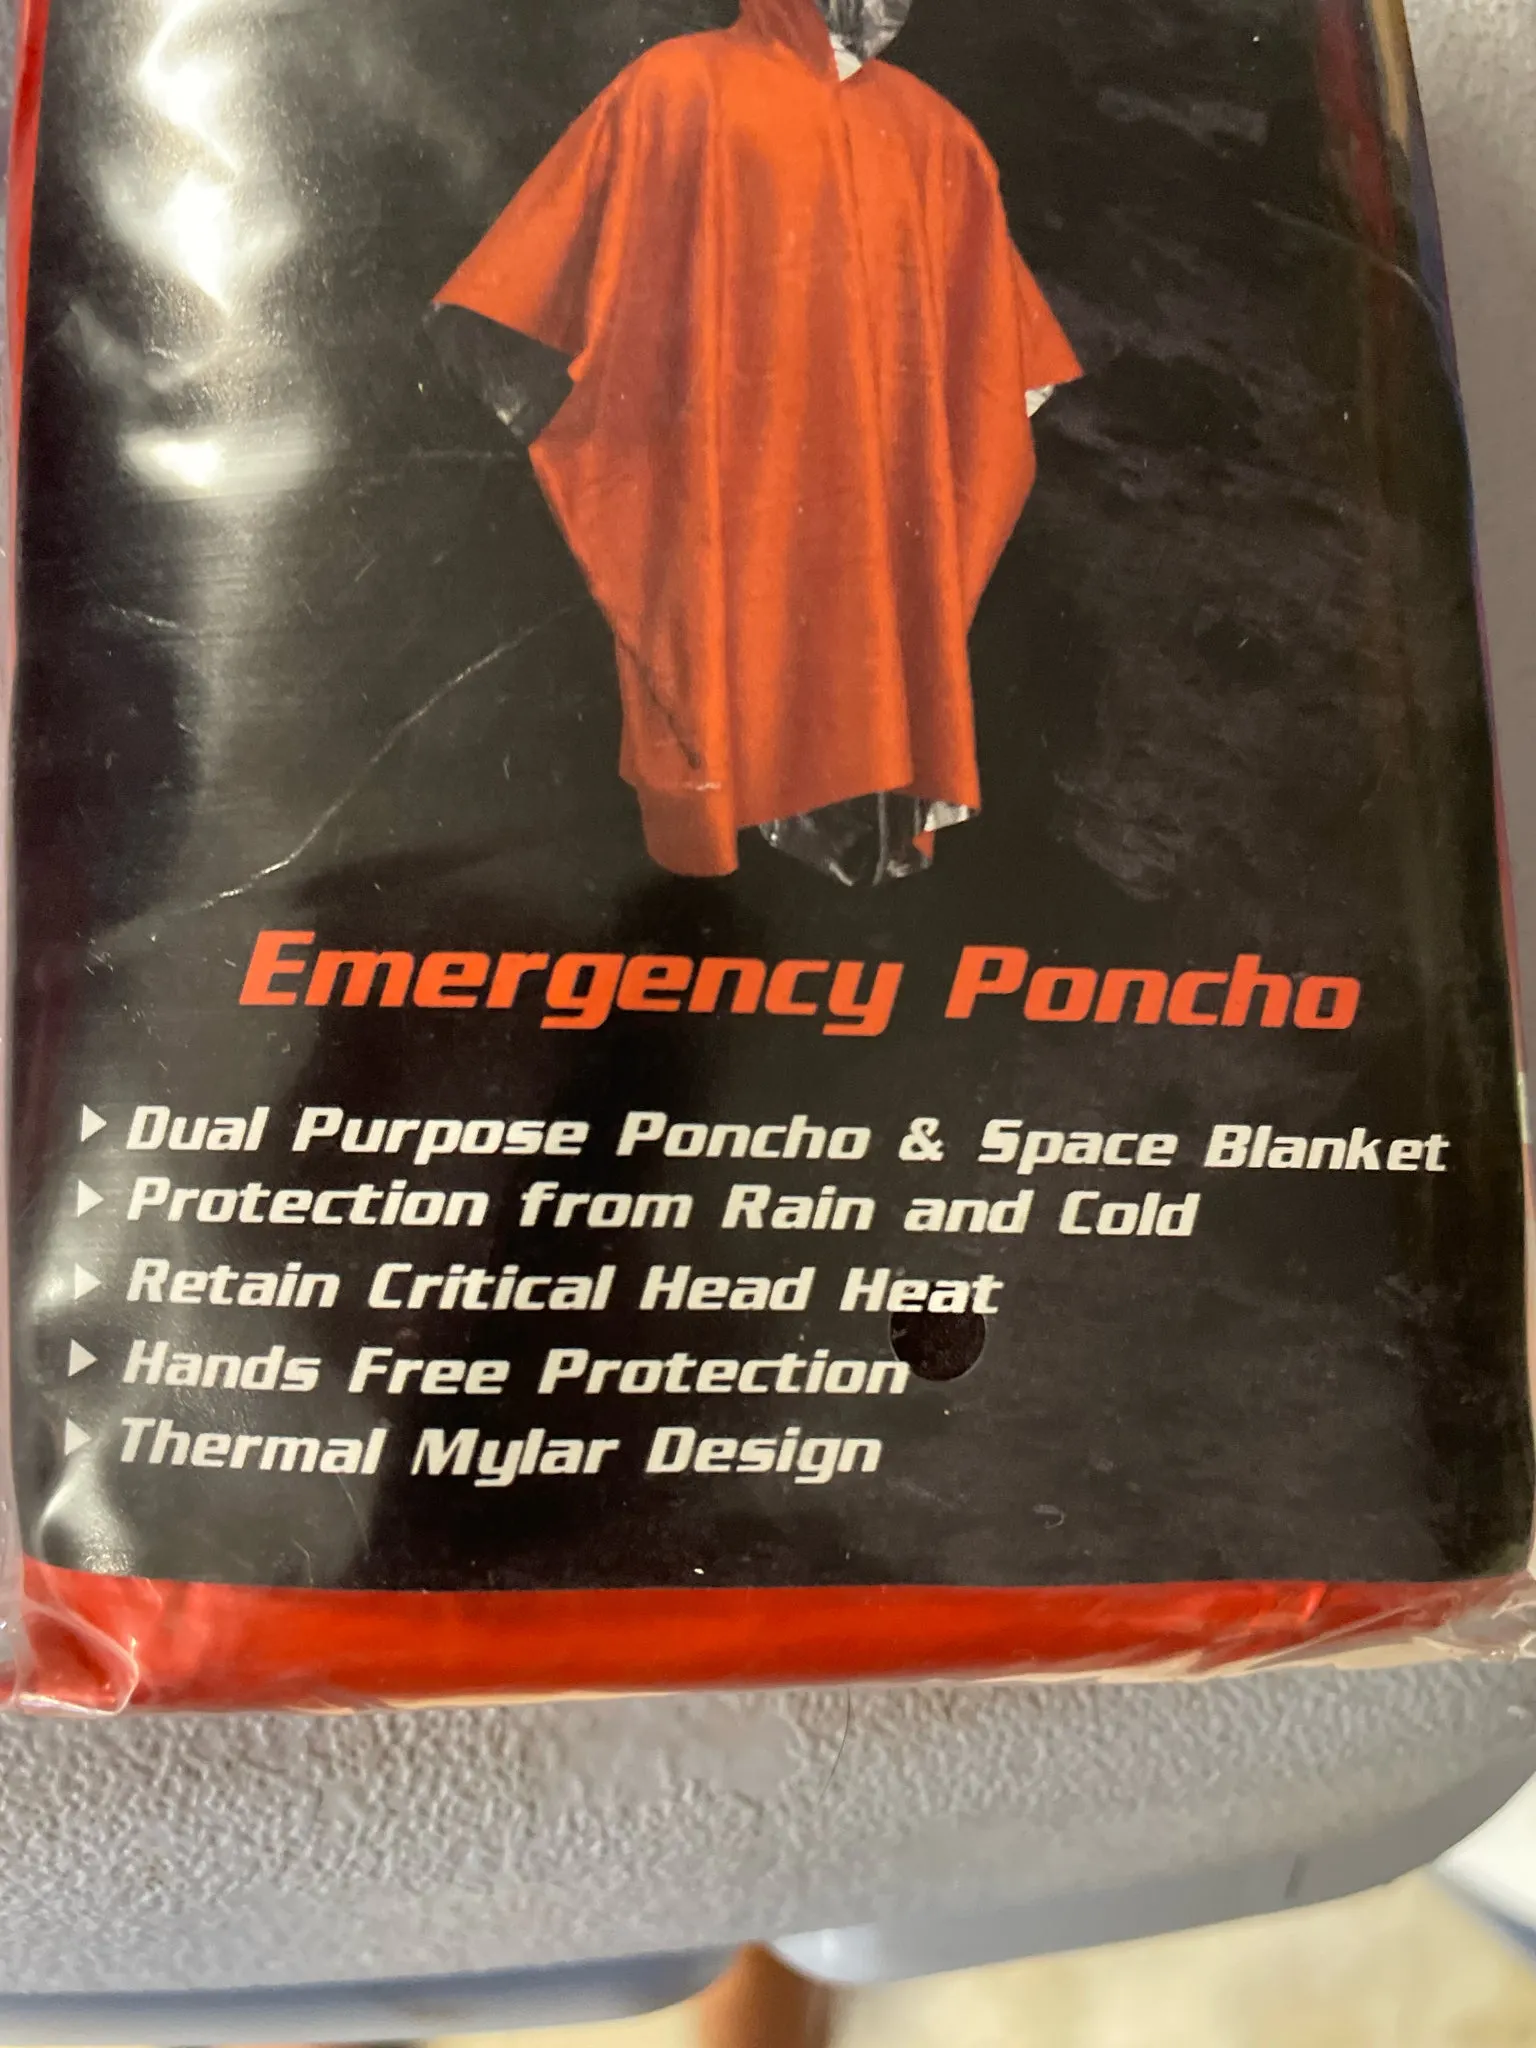 Emergency Poncho
Dual Purpose Poncho & Space Blanket
Protection from Rain and Cold
Retain Critical Head Heat
Hands Free Protection
Thermal Mylar Design